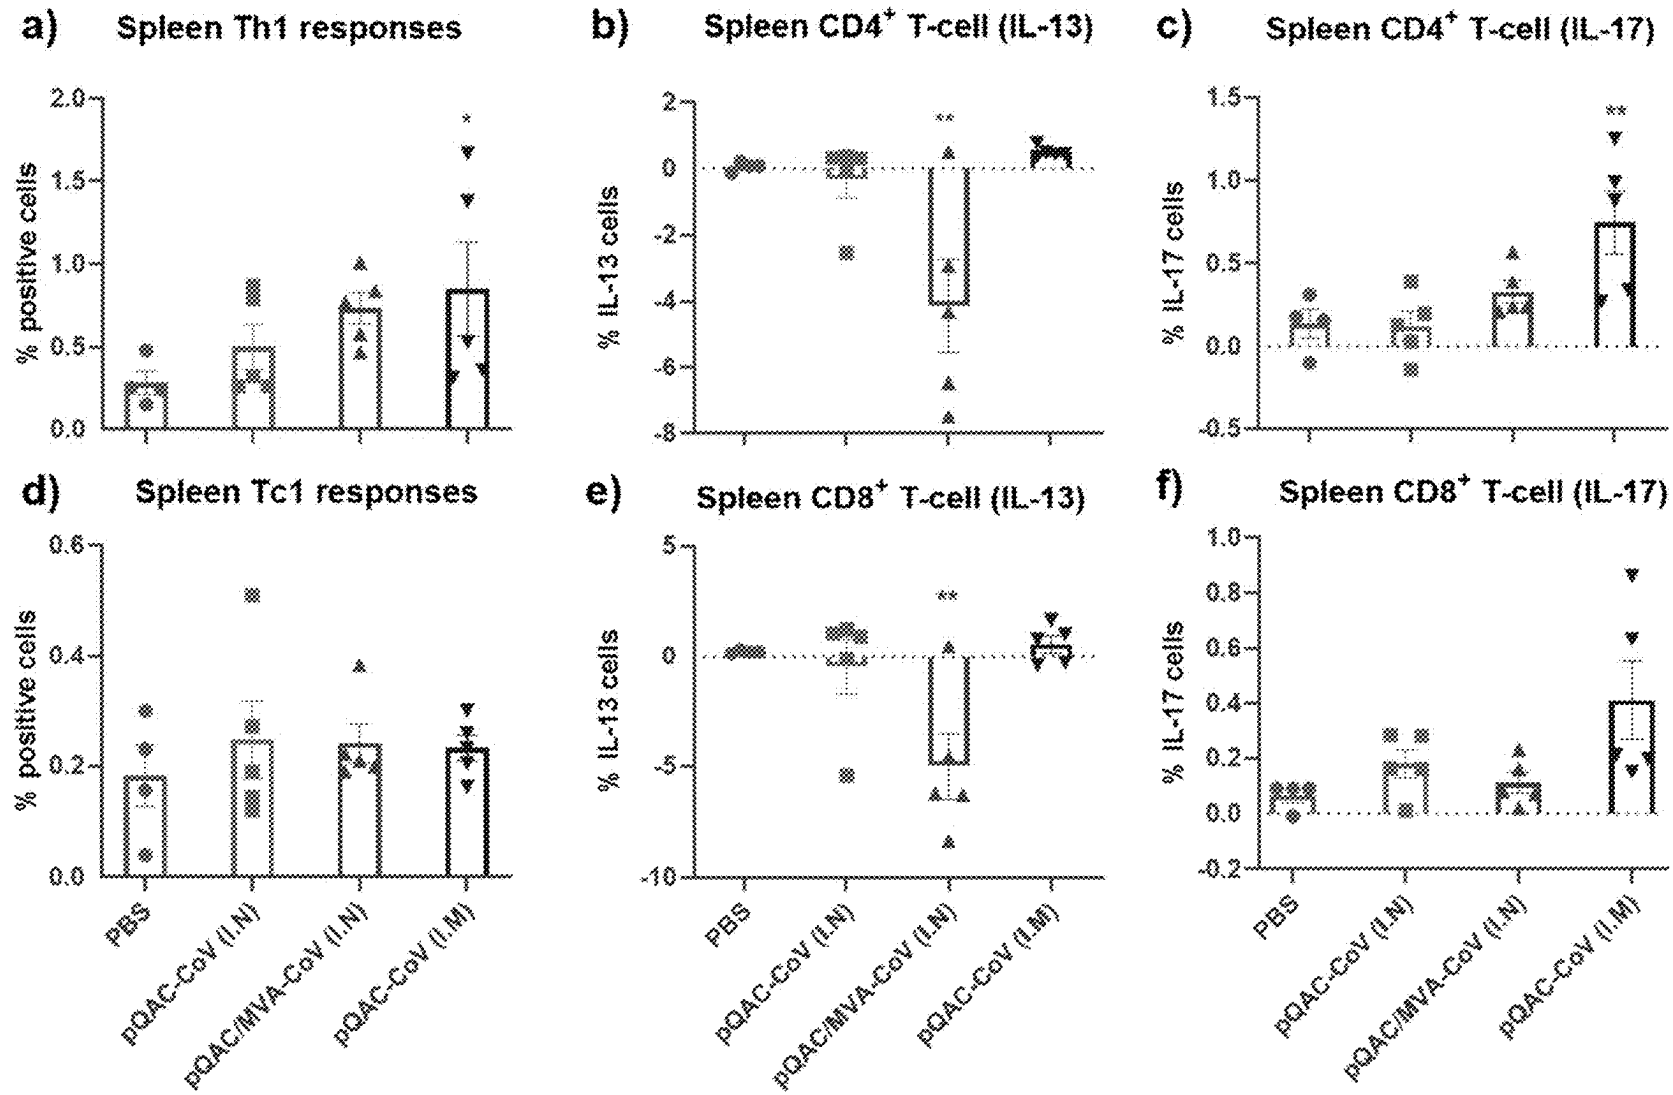 a) Spleen Th1 responses
% positive cells
2.0
1.5
1.0
0.5
0.0
*
b) Spleen CD4+ T-cell (IL-13)
% IL-13 cells
2
0
-2
-4
-6
-8
**
c) Spleen CD4+ T-cell (IL-17)
% IL-17 cells
1.5
1.0
0.5
0.0
-0.5
**
d) Spleen Tc1 responses
% positive cells
0.6
0.4
0.2
0.0
PBS
pQAC-CoV (I.N)
pQAC/MVA-CoV (I.N)
pQAC-CoV (I.M)
e) Spleen CD8+ T-cell (IL-13)
% IL-13 cells
5
0
-5
-10
**
PBS
pQAC-CoV (I.N)
pQAC/MVA-CoV (I.N)
pQAC-CoV (I.M)
f) Spleen CD8+ T-cell (IL-17)
% IL-17 cells
1.0
0.8
0.6
0.4
0.2
0.0
-0.2
PBS
pQAC-CoV (I.N)
pQAC/MVA-CoV (I.N)
pQAC-CoV (I.M)